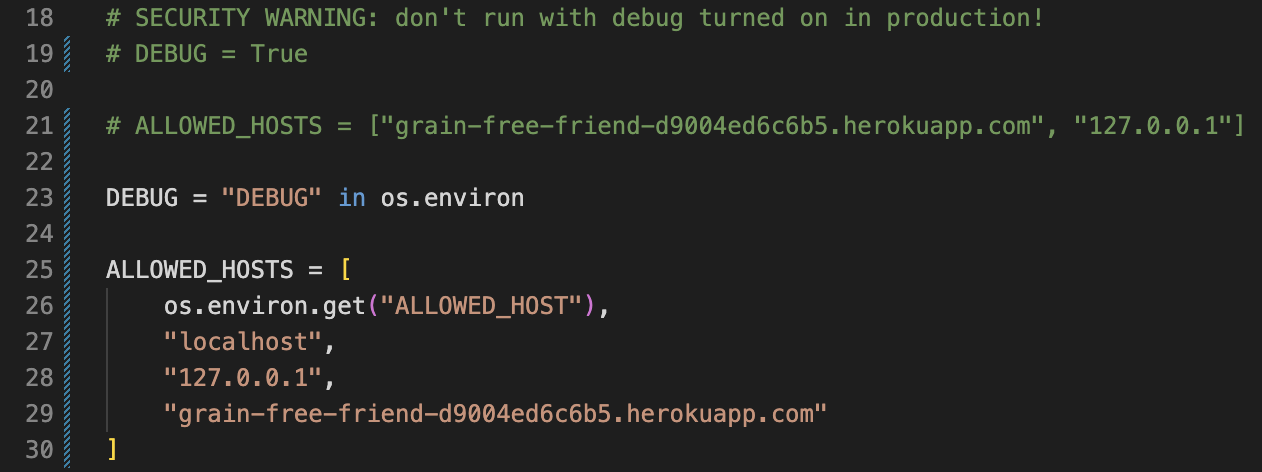 18 # SECURITY WARNING: don't run with debug turned on in production!
19 # DEBUG = True
20
21 # ALLOWED_HOSTS = ["grain-free-friend-d9004ed6c6b5.herokuapp.com", "127.0.0.1"]
22
23 DEBUG = "DEBUG" in os.environ
24
25 ALLOWED_HOSTS = [
26     os.environ.get("ALLOWED_HOST"),
27     "localhost",
28     "127.0.0.1",
29     "grain-free-friend-d9004ed6c6b5.herokuapp.com"
30 ]